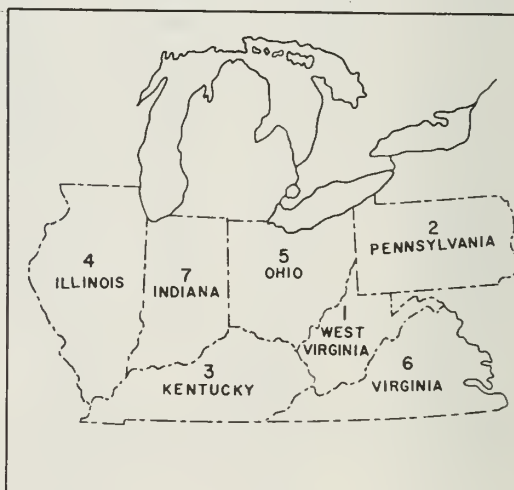 2
PENNSYLVANIA
4
ILLINOIS
7
INDIANA
5
OHIO
1
WEST
VIRGINIA
3
KENTUCKY
6
VIRGINIA